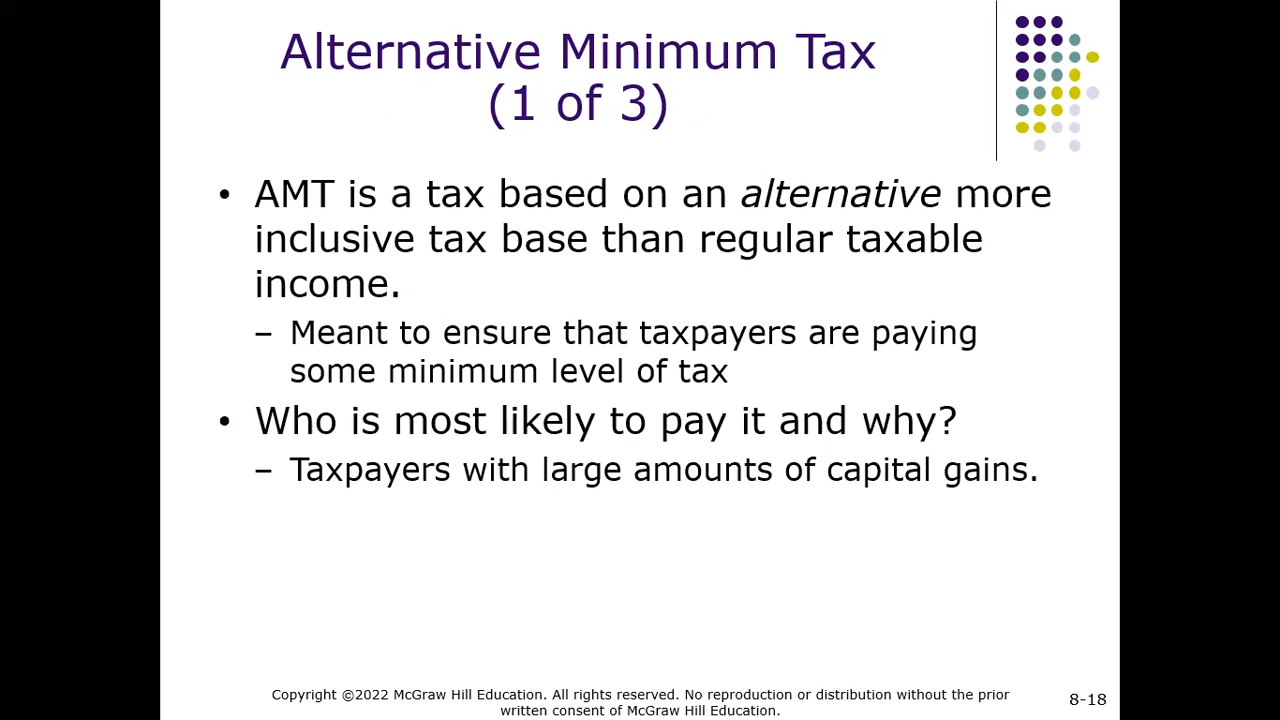 Alternative Minimum Tax
(1 of 3)
• AMT is a tax based on an alternative more
inclusive tax base than regular taxable
income.
– Meant to ensure that taxpayers are paying
some minimum level of tax
• Who is most likely to pay it and why?
– Taxpayers with large amounts of capital gains.
Copyright ©2022 McGraw Hill Education. All rights reserved. No reproduction or distribution without the prior
written consent of McGraw Hill Education.
8-18